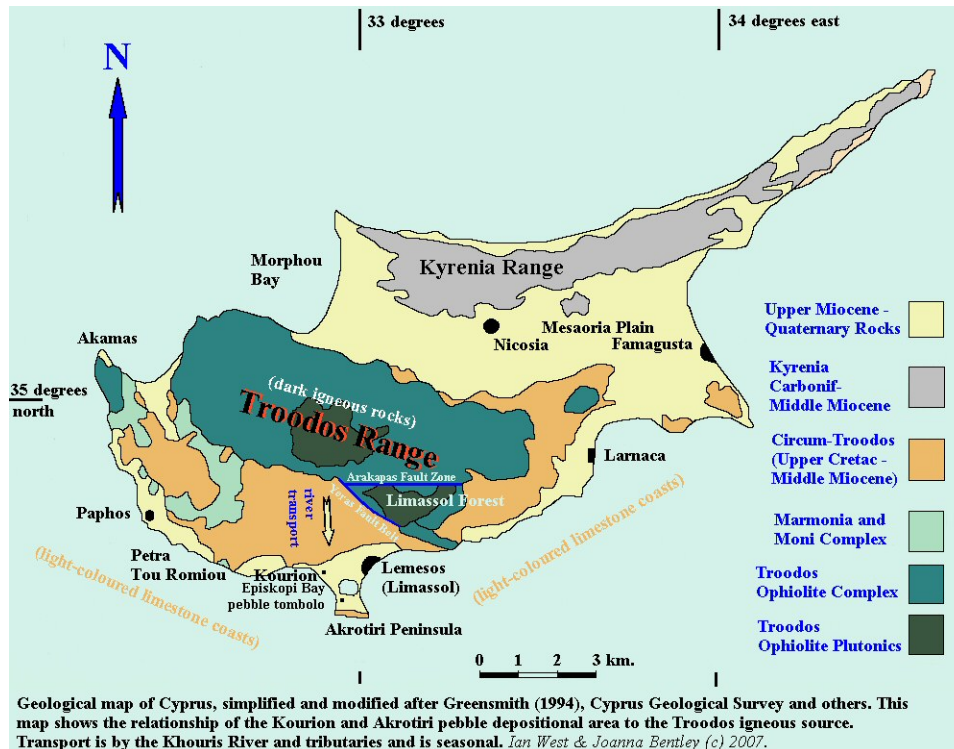 33 degrees
34 degrees east
N
Morphou
Bay
Kyrenia Range
Mesaoria Plain
Nicosia
Famagusta
Akamas
35 degrees
north
(dark igneous rocks)
Troodos Range
Arakapas Fault Zone
Limassol Forest
Yeras Fault Belt
river
transport
Larnaca
Paphos
Petra
Tou Romiou
Kourion
Episkopi Bay
pebble tombolo
Lemesos
(Limassol)
Akrotiri Peninsula
(light-coloured limestone coasts)
(light-coloured limestone coasts)
0 1 2 3 km.
Upper Miocene -
Quaternary Rocks
Kyrenia
Carbonif-
Middle Miocene
Circum-Troodos
(Upper Cretac -
Middle Miocene)
Marmonia and
Moni Complex
Troodos
Ophiolite Complex
Troodos
Ophiolite Plutonics
Geological map of Cyprus, simplified and modified after Greensmith (1994), Cyprus Geological Survey and others. This
map shows the relationship of the Kourion and Akrotiri pebble depositional area to the Troodos igneous source.
Transport is by the Khouris River and tributaries and is seasonal. Ian West & Joanna Bentley (c) 2007.